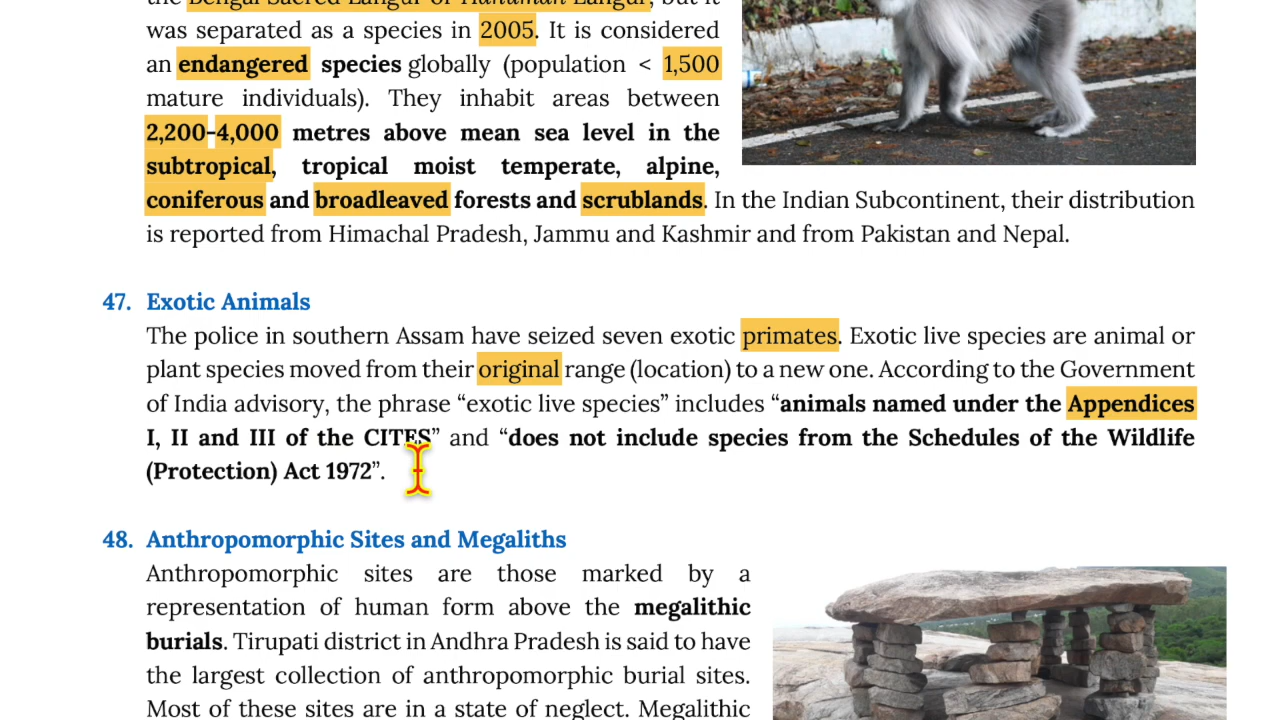 the Bengal Sacred Langur or Hanuman Langur, but it
was separated as a species in 2005. It is considered
an endangered species globally (population < 1,500
mature individuals). They inhabit areas between
2,200-4,000 metres above mean sea level in the
subtropical, tropical moist temperate, alpine,
coniferous and broadleaved forests and scrublands. In the Indian Subcontinent, their distribution
is reported from Himachal Pradesh, Jammu and Kashmir and from Pakistan and Nepal.
47. Exotic Animals
The police in southern Assam have seized seven exotic primates. Exotic live species are animal or
plant species moved from their original range (location) to a new one. According to the Government
of India advisory, the phrase “exotic live species” includes “animals named under the Appendices
I, II and III of the CITES” and “does not include species from the Schedules of the Wildlife
(Protection) Act 1972”.
48. Anthropomorphic Sites and Megaliths
Anthropomorphic sites are those marked by a
representation of human form above the megalithic
burials. Tirupati district in Andhra Pradesh is said to have
the largest collection of anthropomorphic burial sites.
Most of these sites are in a state of neglect. Megalithic